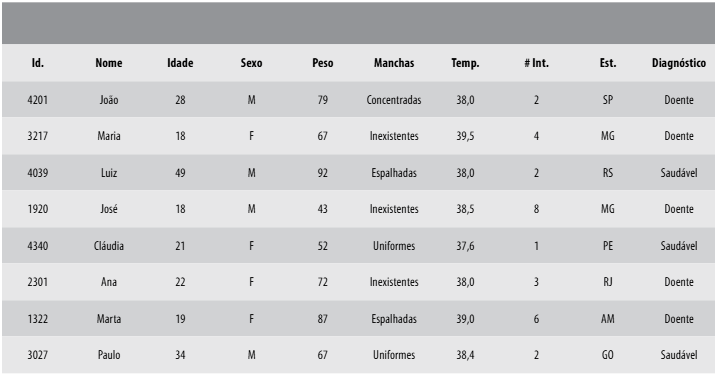 Id. Nome Idade Sexo Peso Manchas Temp. # Int. Est. Diagnóstico
4201 João 28 M 79 Concentradas 38,0 2 SP Doente
3217 Maria 18 F 67 Inexistentes 39,5 4 MG Doente
4039 Luiz 49 M 92 Espalhadas 38,0 2 RS Saudável
1920 José 18 M 43 Inexistentes 38,5 8 MG Doente
4340 Cláudia 21 F 52 Uniformes 37,6 1 PE Saudável
2301 Ana 22 F 72 Inexistentes 38,0 3 RJ Doente
1322 Marta 19 F 87 Espalhadas 39,0 6 AM Doente
3027 Paulo 34 M 67 Uniformes 38,4 2 GO Saudável